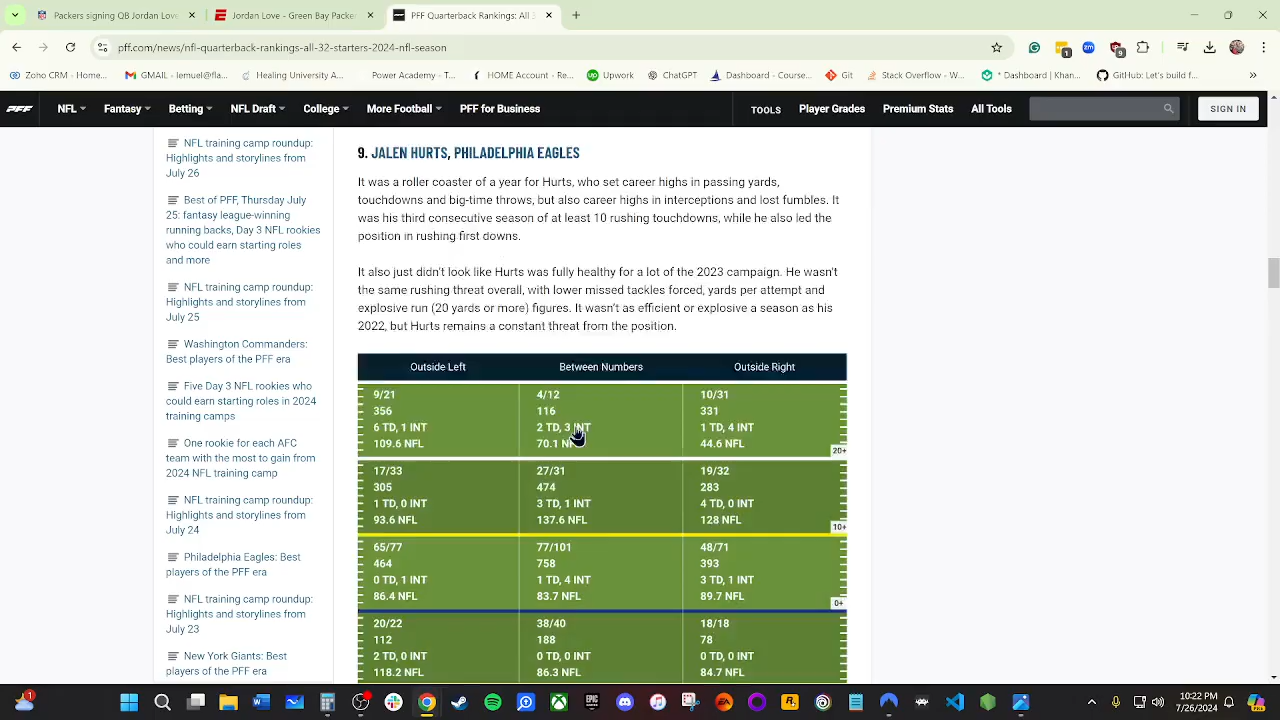 Packers Signing Jordan Lov
Jordan Love - Green Bay Packer
PFF Quarterback Rankings: All 3
pff.com/news/nfl-quarterback-rankings-all-32-starters-2024-nfl-season
Zoho CRM - Home...
GMAIL - lemuel@fla...
Healing University A...
Power Academy - T...
HOME Account - Re...
Upwork
ChatGPT
Dashboard - Course...
Git
Stack Overflow - W...
* Dashboard | Khan...
GitHub: Let's build f...
PFF
NFL
Fantasy
Betting
NFL Draft
College
More Football
PFF for Business
TOOLS
Player Grades
Premium Stats
All Tools
SIGN IN
NFL training camp roundup:
Highlights and storylines from
July 26
Best of PFF, Thursday July
25: fantasy league-winning
running backs, Day 3 NFL rookies
who could earn starting roles
and more
NFL training camp roundup:
Highlights and storylines from
July 25
Washington Commanders:
Best players of the PFF era
Five Day 3 NFL rookies who
could earn starting roles in 2024
training camps
One rookie for each AFC
team with the most to gain from
2024 NFL training camp
NFL training camp roundup:
Highlights and storylines from
July 24
Philadelphia Eagles: Best
players of the PFF era
NFL training camp roundup:
Highlights and storylines from
July 23
New York Giants: Best
players of the PFF era
9. JALEN HURTS, PHILADELPHIA EAGLES
It was a roller coaster of a year for Hurts, who set career highs in passing yards,
touchdowns and big-time throws, but also career highs in interceptions and lost fumbles. It
was his third consecutive season of at least 10 rushing touchdowns, while he also led the
position in rushing first downs.
It also just didn't look like Hurts was fully healthy for a lot of the 2023 campaign. He wasn't
the same rushing threat overall, with lower missed tackles forced, yards per attempt and
explosive run (20 yards or more) figures. It wasn't as efficient or explosive a season as his
2022, but Hurts remains a constant threat from the position.
Outside Left Between Numbers Outside Right
9/21 4/12 10/31
356 116 331
6 TD, 1 INT 2 TD, 3 INT 1 TD, 4 INT
109.6 NFL 70.1 NFL 44.6 NFL
20+
17/33 27/31 19/32
305 474 283
1 TD, 0 INT 3 TD, 1 INT 4 TD, 0 INT
93.6 NFL 137.6 NFL 128 NFL
10+
65/77 77/101 48/71
464 758 393
0 TD, 1 INT 1 TD, 4 INT 3 TD, 1 INT
86.4 NFL 83.7 NFL 89.7 NFL
0+
20/22 38/40 18/18
112 188 78
2 TD, 0 INT 0 TD, 0 INT 0 TD, 0 INT
118.2 NFL 86.3 NFL 84.7 NFL
10:22 PM
7/26/2024